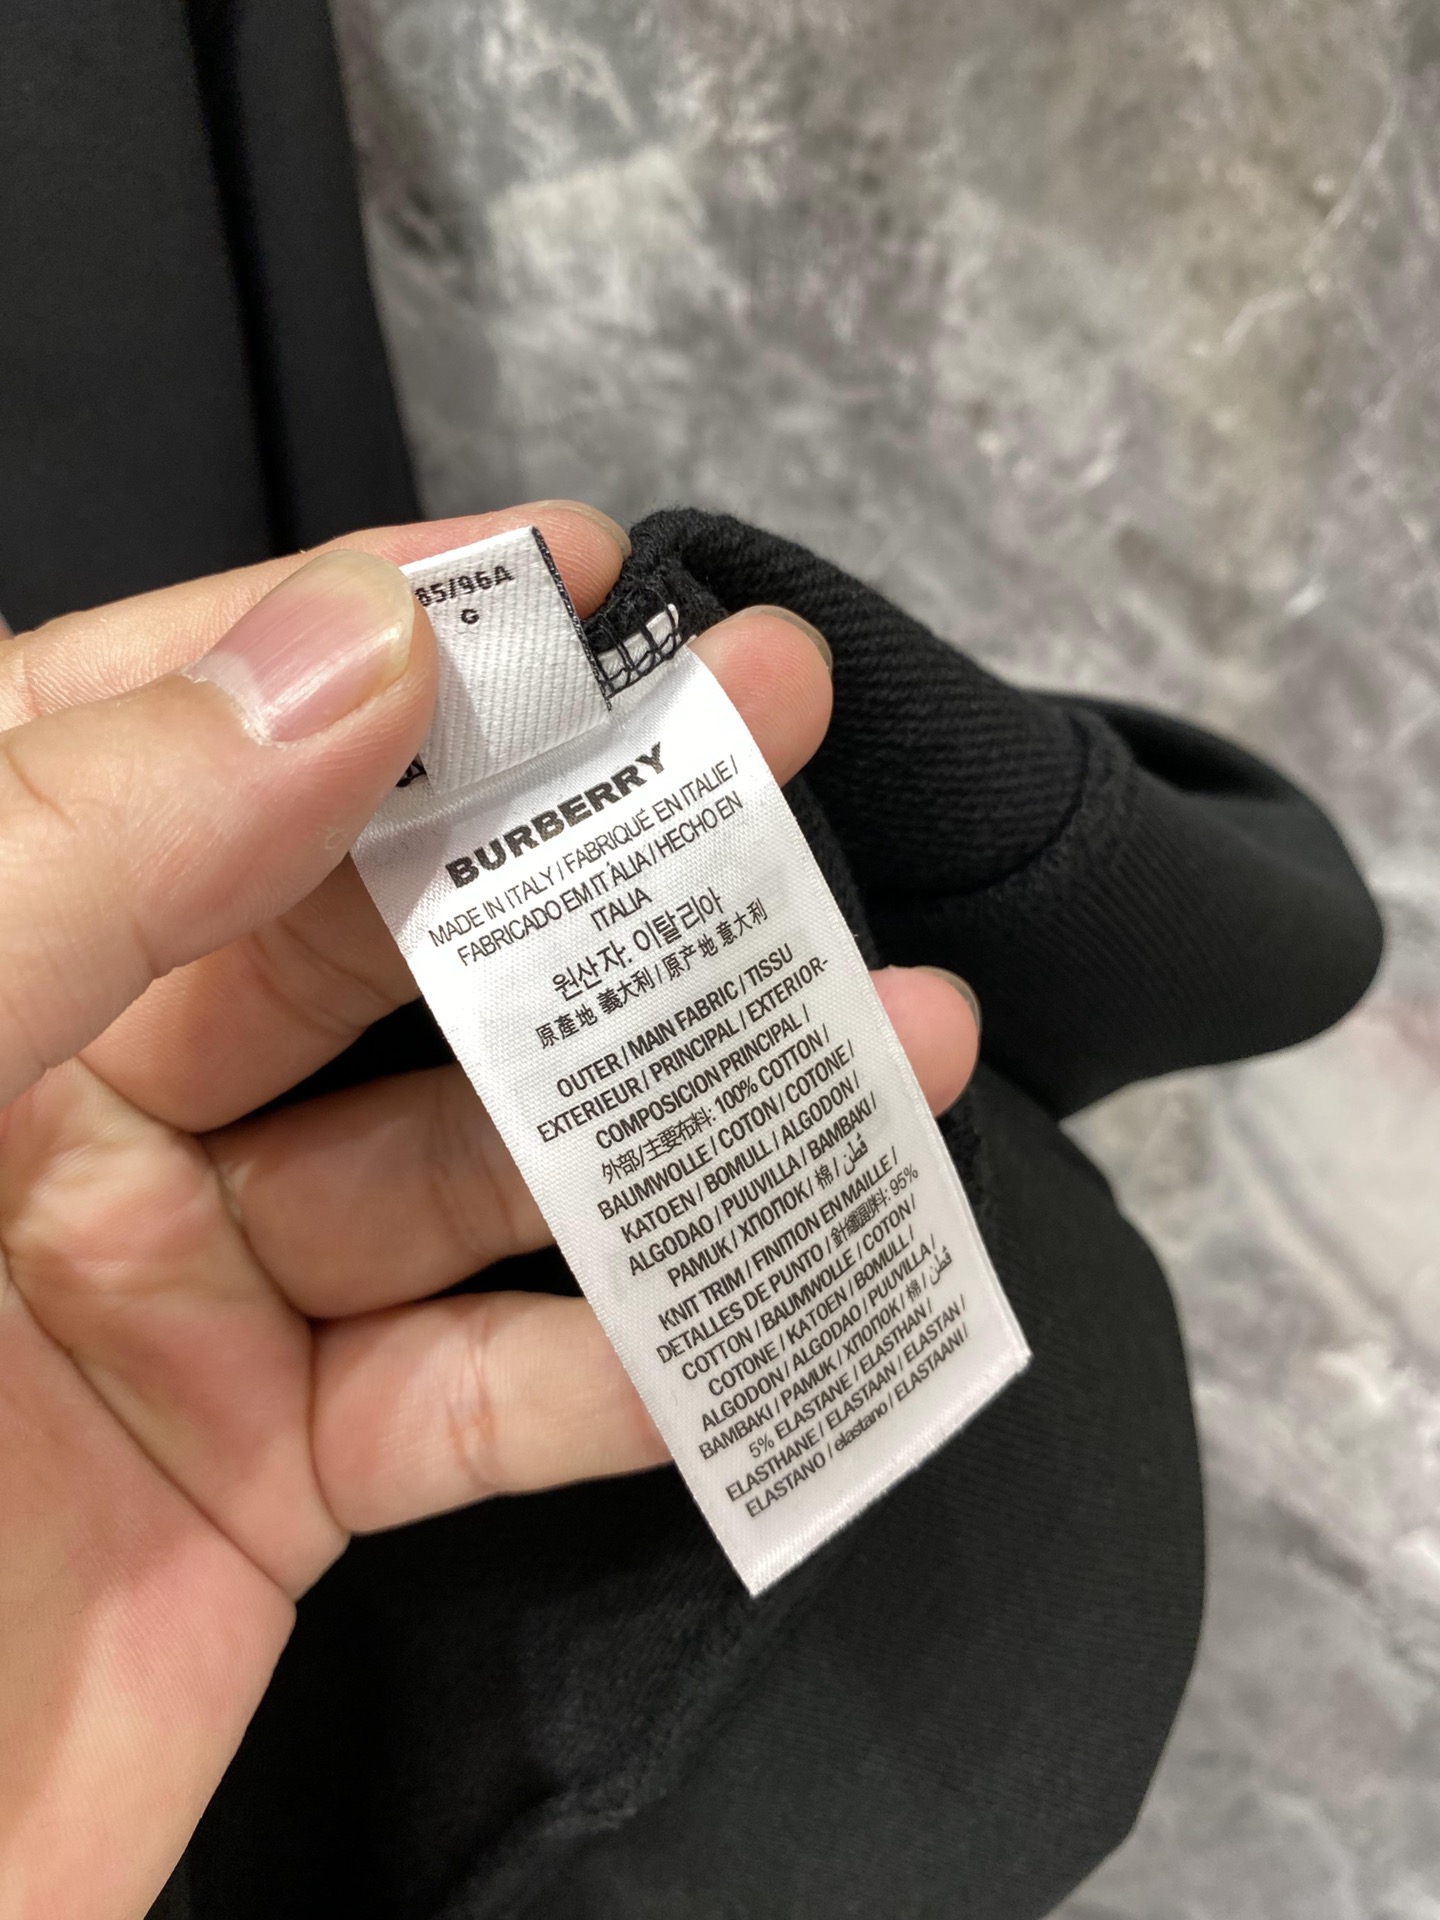 85/96A
G
BURBERRY
MADE IN ITALY / FABRIQUÉ EN ITALIE /
FABRICADO EM ITÁLIA / HECHO EN
ITALIA
원산자: 이탈리아
原產地 義大利 / 原产地 意大利
OUTER / MAIN FABRIC / TISSU
EXTERIEUR / PRINCIPAL / EXTERIOR-
COMPOSICION PRINCIPAL /
外部/主要布料: 100% COTTON /
BAUMWOLLE / COTON / COTONE /
KATOEN / BOMULL / ALGODON /
ALGODAO / PUUVILLA / BAMBAKI /
PAMUK / ХЛОПОК / 棉 / قطن
KNIT TRIM / FINITION EN MAILLE /
DETALLES DE PUNTO / 針織副料: 95%
COTTON / BAUMWOLLE / COTON /
COTONE / KATOEN / BOMULL /
ALGODON / ALGODAO / PUUVILLA /
BAMBAKI / PAMUK / ХЛОПОК / 棉 / قطن
5% ELASTANE / ELASTHAN /
ELASTHANE / ELASTAAN / ELASTAN /
ELASTANO / elastano / ELASTAANI /